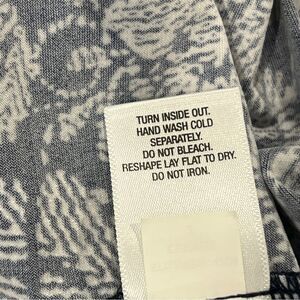 TURN INSIDE OUT.
HAND WASH COLD
SEPARATELY.
DO NOT BLEACH.
RESHAPE LAY FLAT TO DRY.
DO NOT IRON.